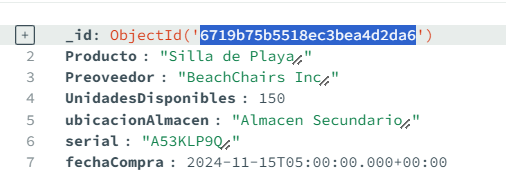 _id: ObjectId('6719b75b5518ec3bea4d2da6')
2 Producto : "Silla de Playa"
3 Preoveedor : "BeachChairs Inc"
4 UnidadesDisponibles : 150
5 ubicacionAlmacen : "Almacen Secundario"
6 serial : "A53KLP9Q"
7 fechaCompra : 2024-11-15T05:00:00.000+00:00